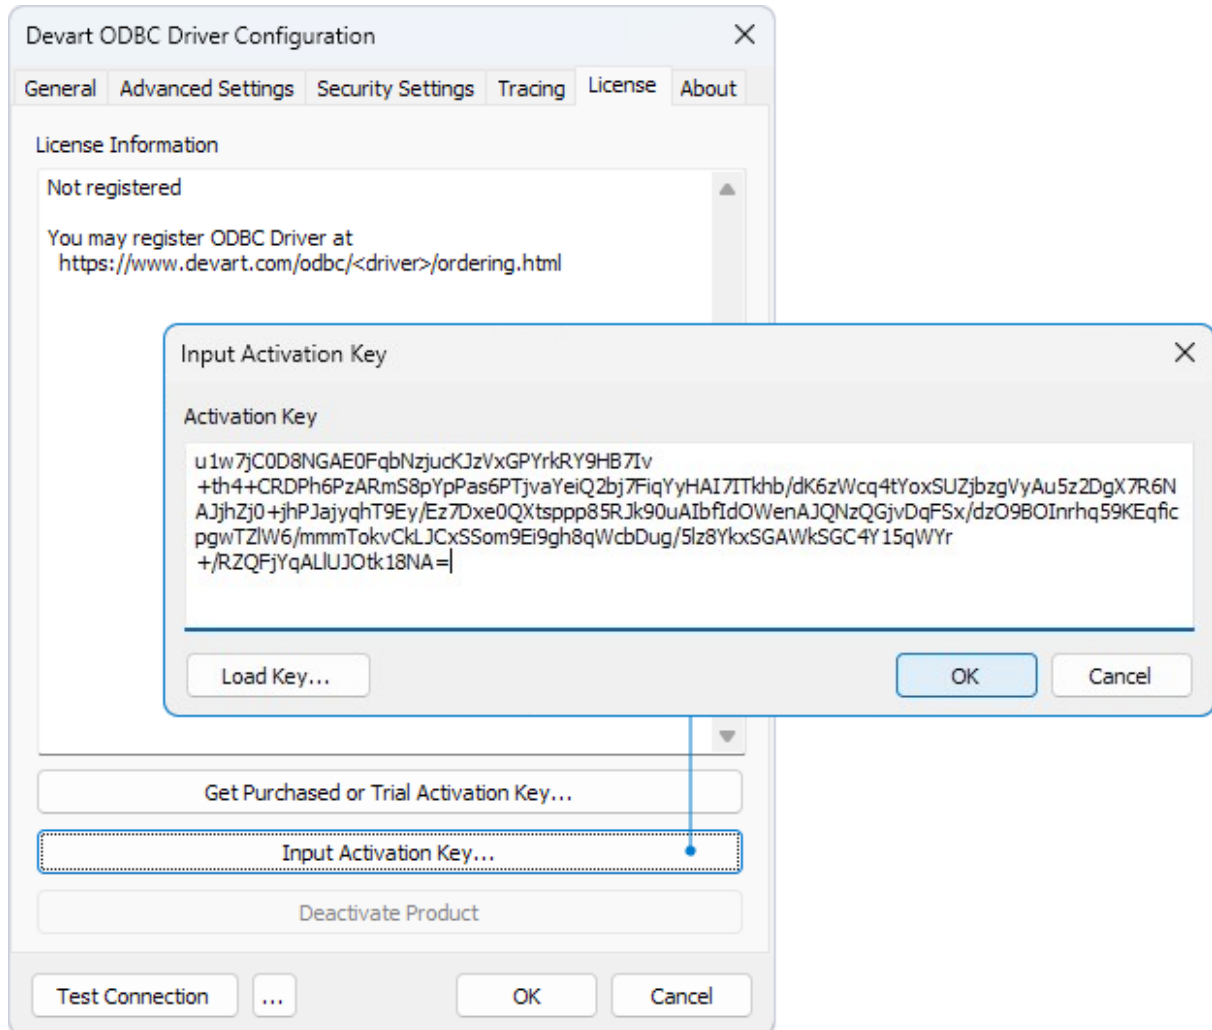 Devart ODBC Driver Configuration
General Advanced Settings Security Settings Tracing License About
License Information
Not registered
You may register ODBC Driver at
https://www.devart.com/odbc/<driver>/ordering.html
Input Activation Key
Activation Key
u1w7jC0D8NGAE0FqbNzjucKJzVxGPYrkRY9HB7Iv
+th4+CRDPh6PzARmS8pYpPas6PTjvaYeiQ2bj7FiqYyHAI7ITkhb/dK6zWcq4tYoxSUZjbzgVyAu5z2DgX7R6N
AJjhZj0+jhPJajyqhT9Ey/Ez7Dxe0QXtsppp85RJk90uAIbfIdOWenAJQNzQGjvDqFSx/dzO9BOInrhq59KEqfic
pgwTZlW6/mmmTokvCkLJCxSSom9Ei9gh8qWcbDug/5lz8YkxSGAWkSGC4Y15qWYr
+/RZQFjYqALlUJOtk18NA=
Load Key...
OK Cancel
Get Purchased or Trial Activation Key...
Input Activation Key...
Deactivate Product
Test Connection ... OK Cancel